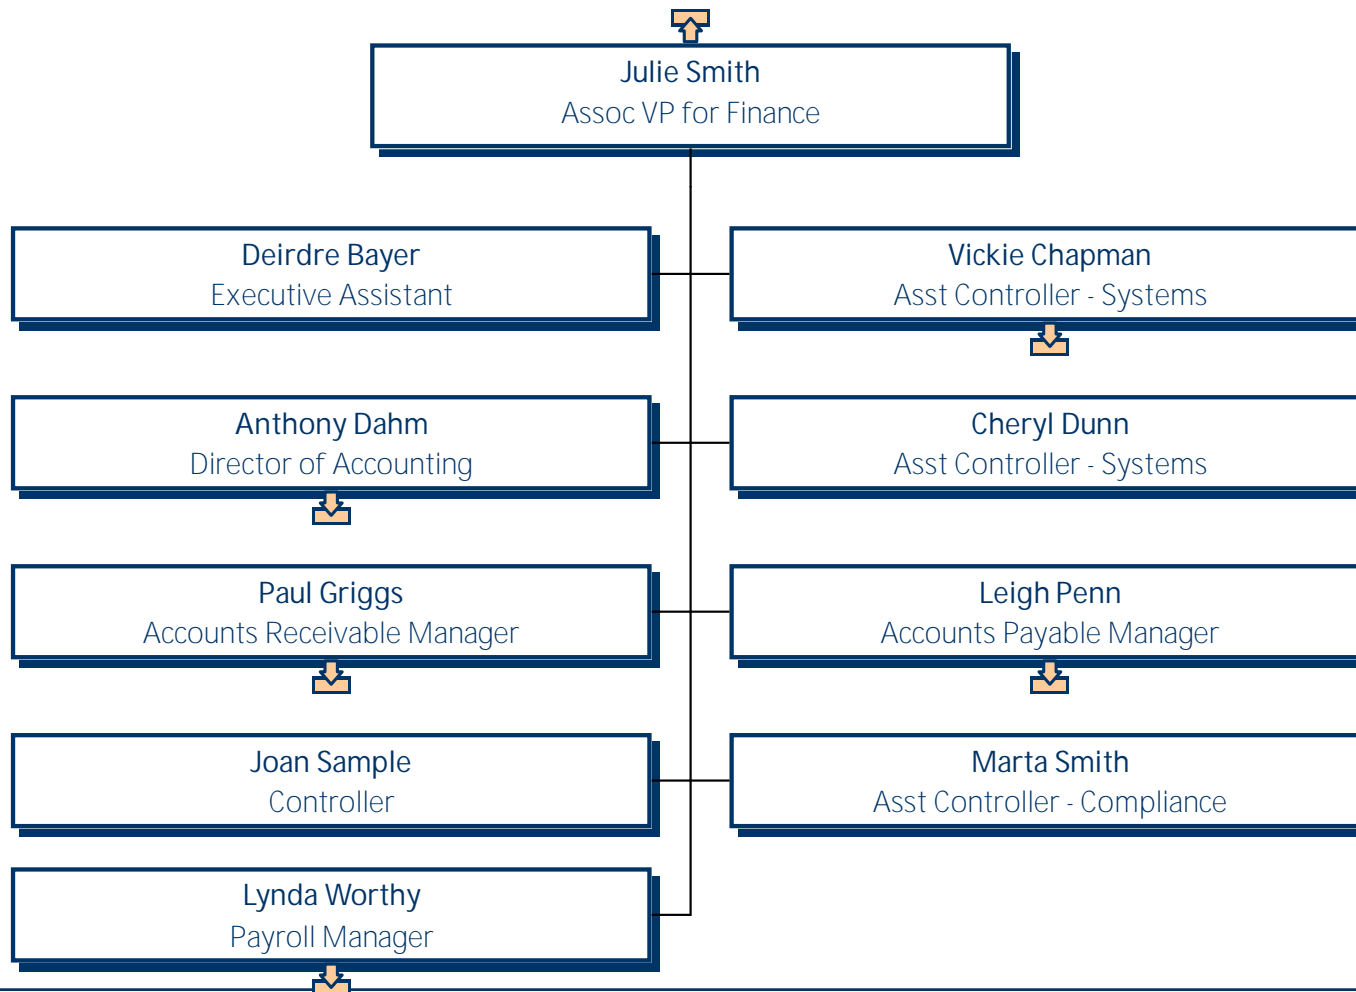 Julie Smith
Assoc VP for Finance
Deirdre Bayer
Executive Assistant
Vickie Chapman
Asst Controller - Systems
Anthony Dahm
Director of Accounting
Cheryl Dunn
Asst Controller - Systems
Paul Griggs
Accounts Receivable Manager
Leigh Penn
Accounts Payable Manager
Joan Sample
Controller
Marta Smith
Asst Controller - Compliance
Lynda Worthy
Payroll Manager